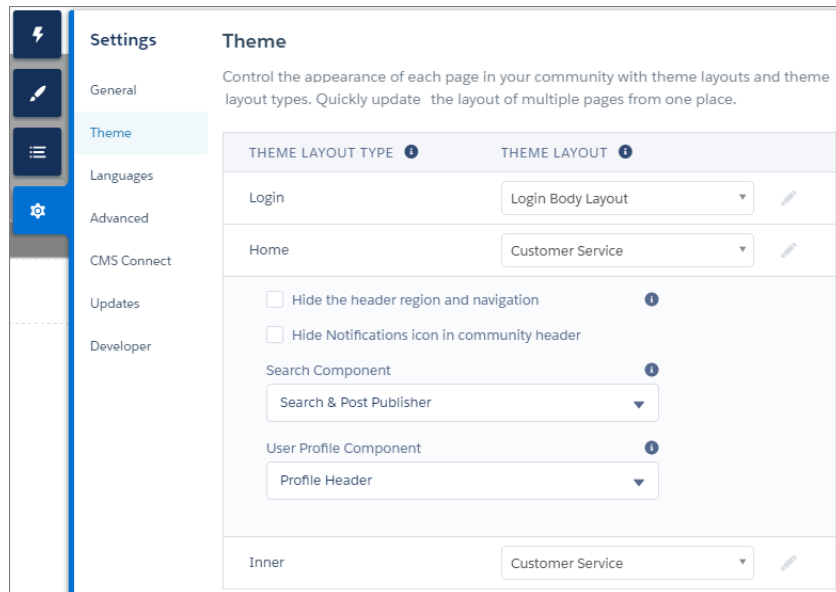 Settings
General
Theme
Languages
Advanced
CMS Connect
Updates
Developer
Theme
Control the appearance of each page in your community with theme layouts and theme
layout types. Quickly update the layout of multiple pages from one place.
THEME LAYOUT TYPE THEME LAYOUT
Login Login Body Layout
Home Customer Service
Hide the header region and navigation
Hide Notifications icon in community header
Search Component
Search & Post Publisher
User Profile Component
Profile Header
Inner Customer Service